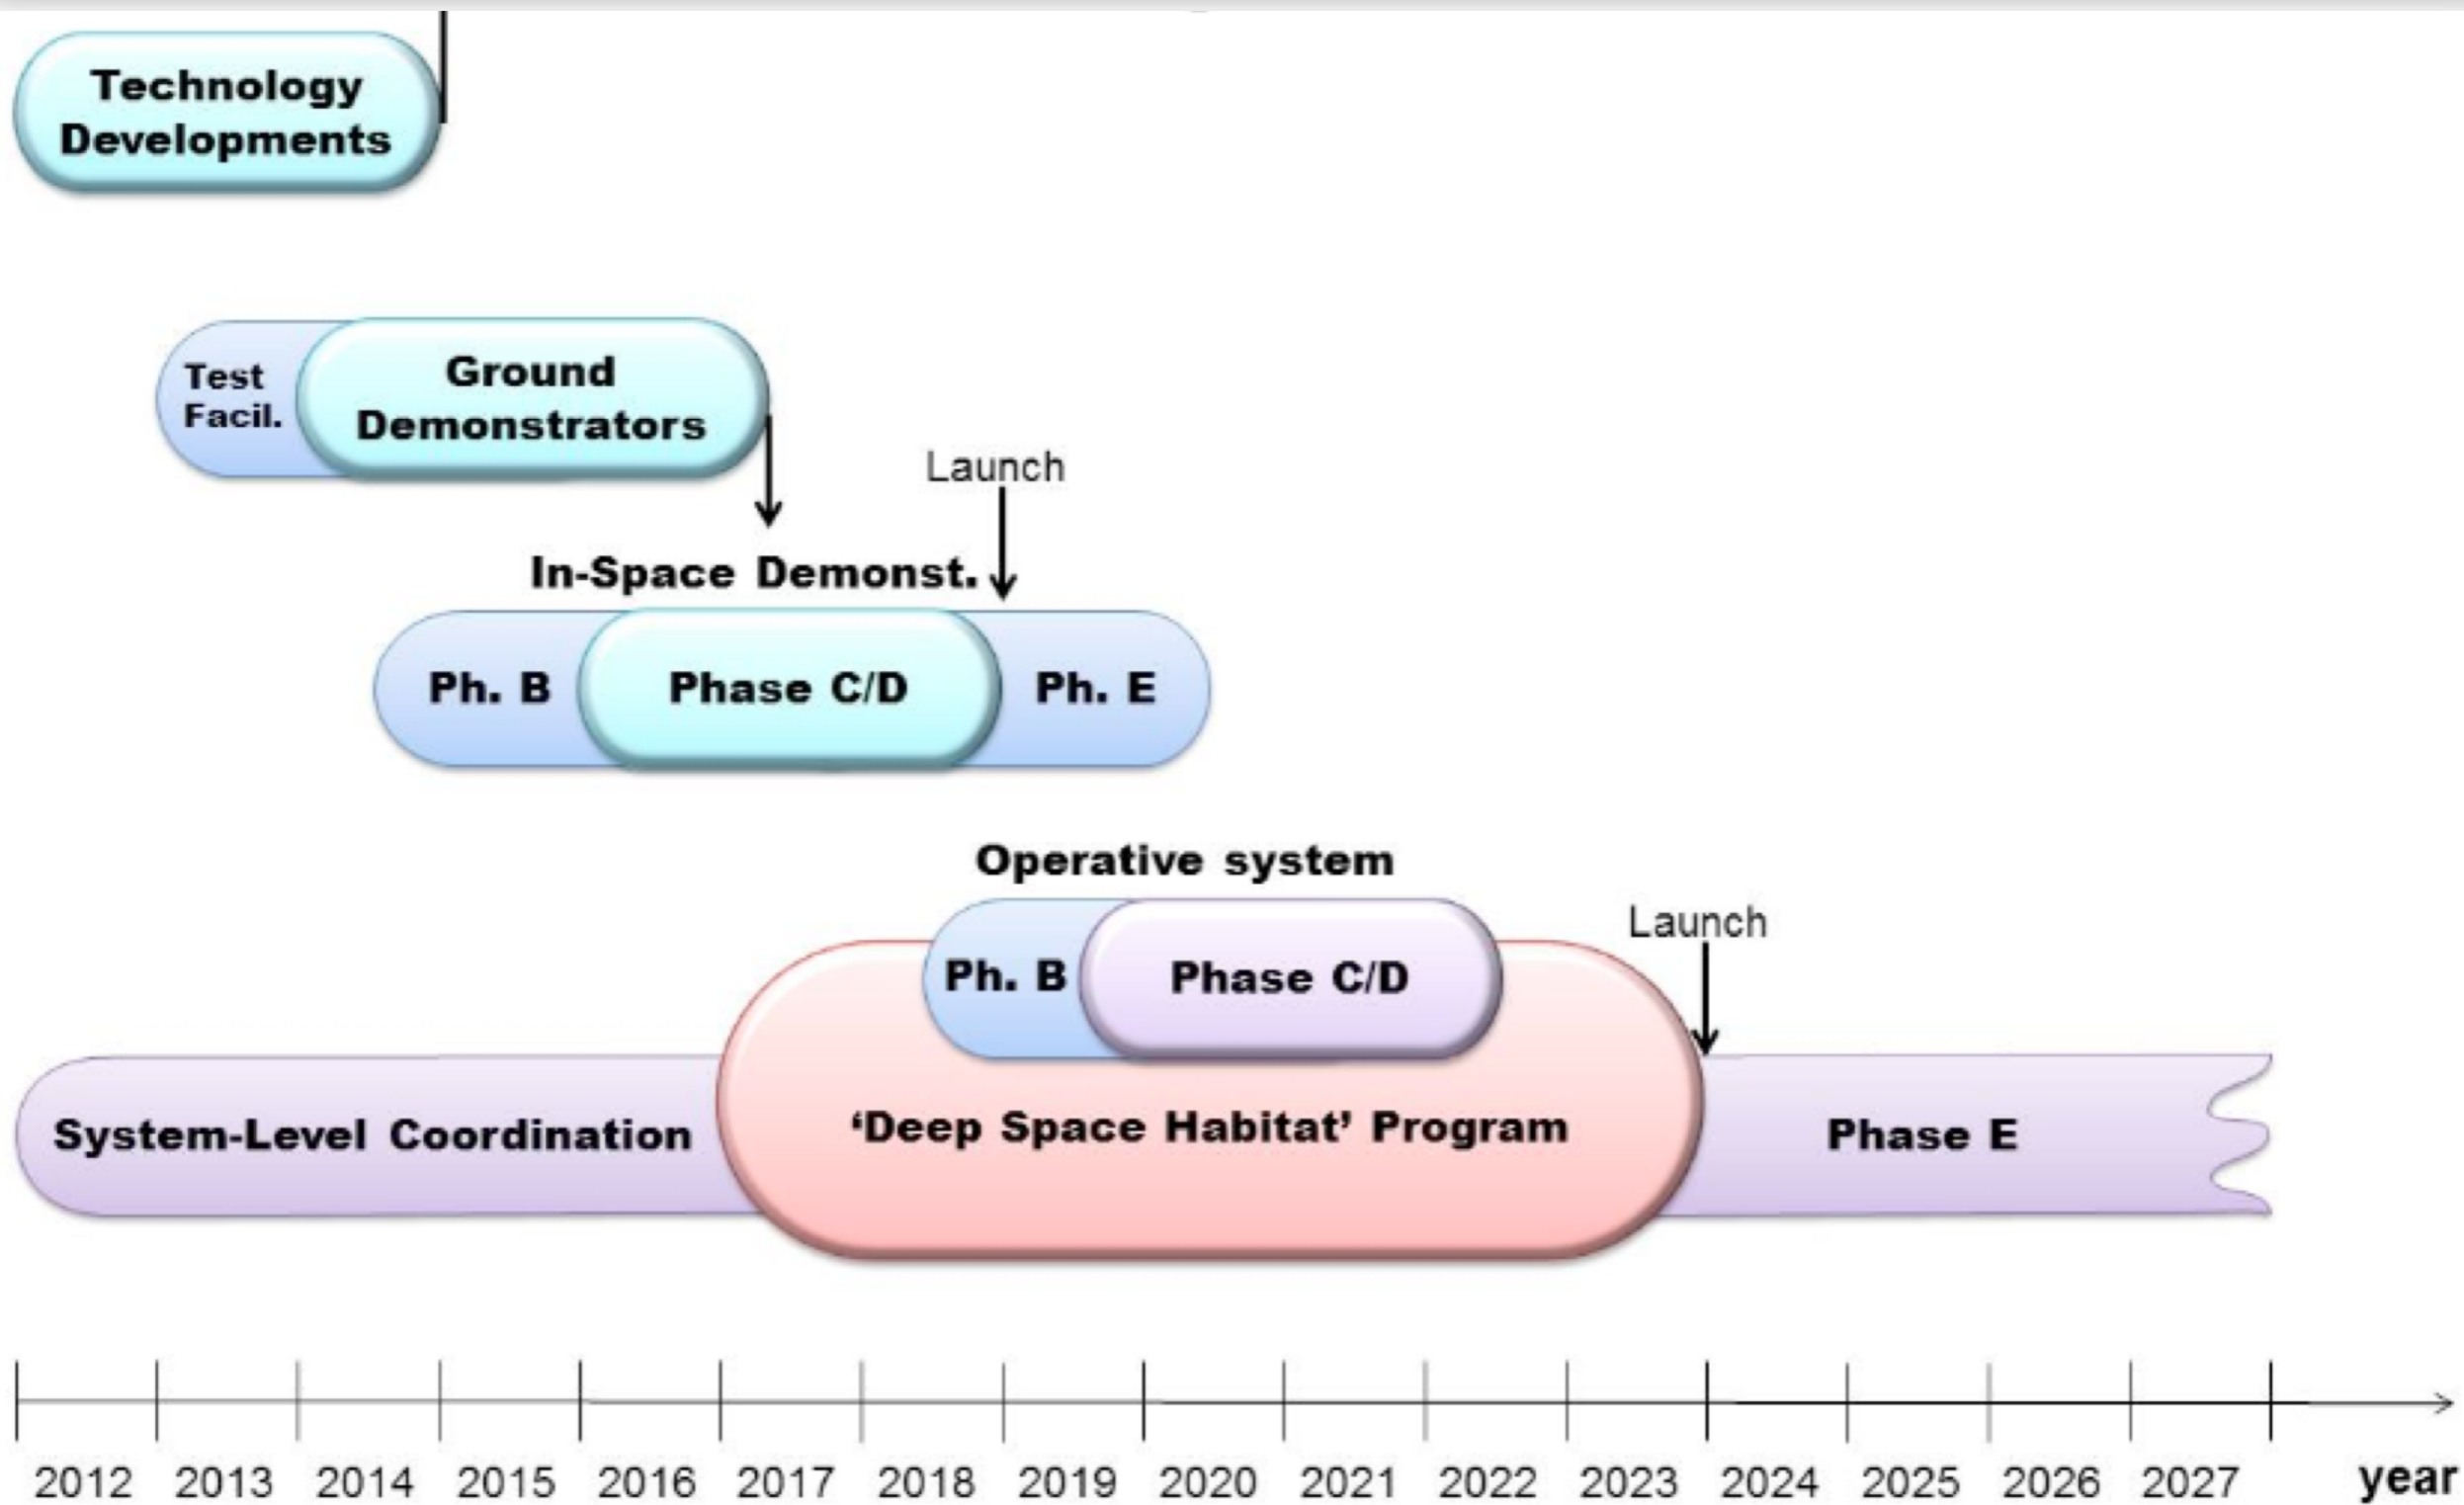 Technology
Developments
Test
Facil.
Ground
Demonstrators
Launch
In-Space Demonst.
Ph. B
Phase C/D
Ph. E
Operative system
Launch
Ph. B
Phase C/D
System-Level Coordination
‘Deep Space Habitat’ Program
Phase E
2012 2013 2014 2015 2016 2017 2018 2019 2020 2021 2022 2023 2024 2025 2026 2027 year